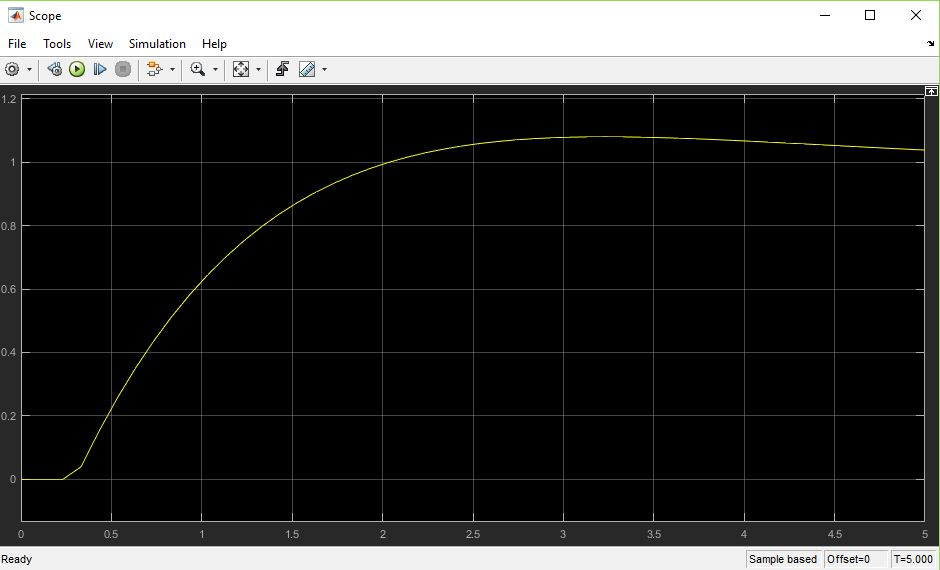 Scope
File Tools View Simulation Help
1.2
1
0.8
0.6
0.4
0.2
0
0 0.5 1 1.5 2 2.5 3 3.5 4 4.5 5
Ready Sample based Offset=0 T=5.000